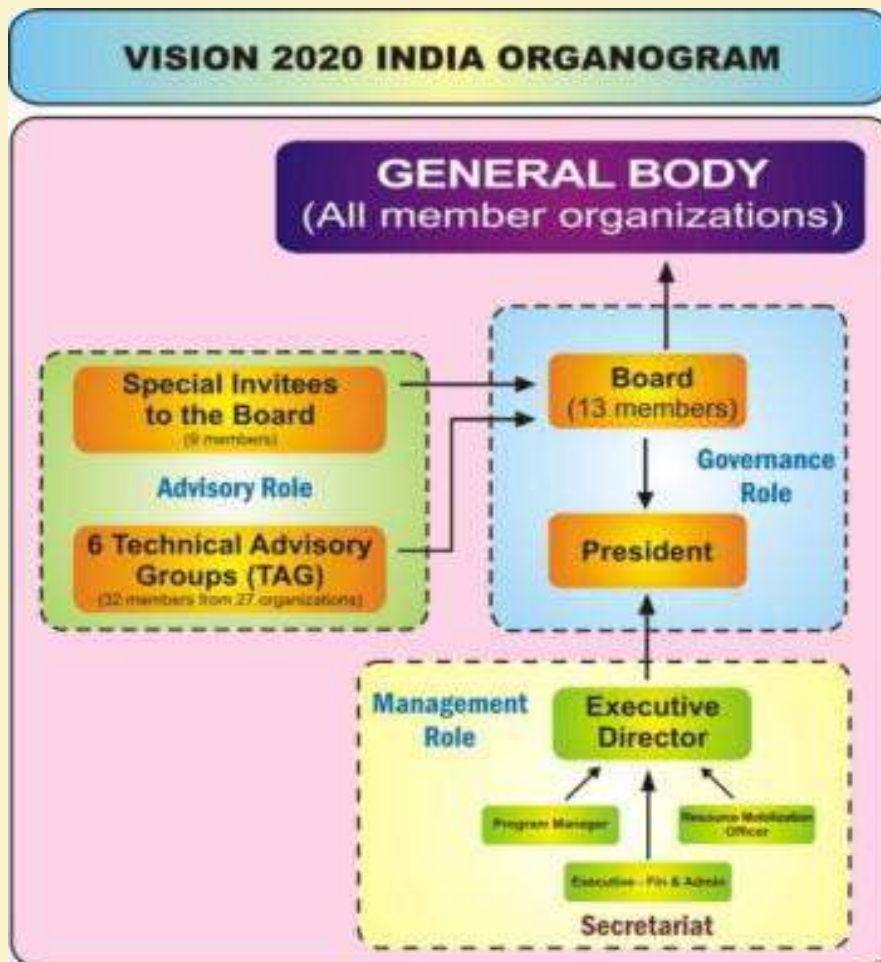 VISION 2020 INDIA ORGANOGRAM
GENERAL BODY
(All member organizations)
Special Invitees
to the Board
(9 members)
Advisory Role
6 Technical Advisory
Groups (TAG)
(32 members from 27 organizations)
Board
(13 members)
Governance
Role
President
Management
Role
Executive
Director
Program Manager
Resource Mobilization
Officer
Executive - Fin & Admin
Secretariat